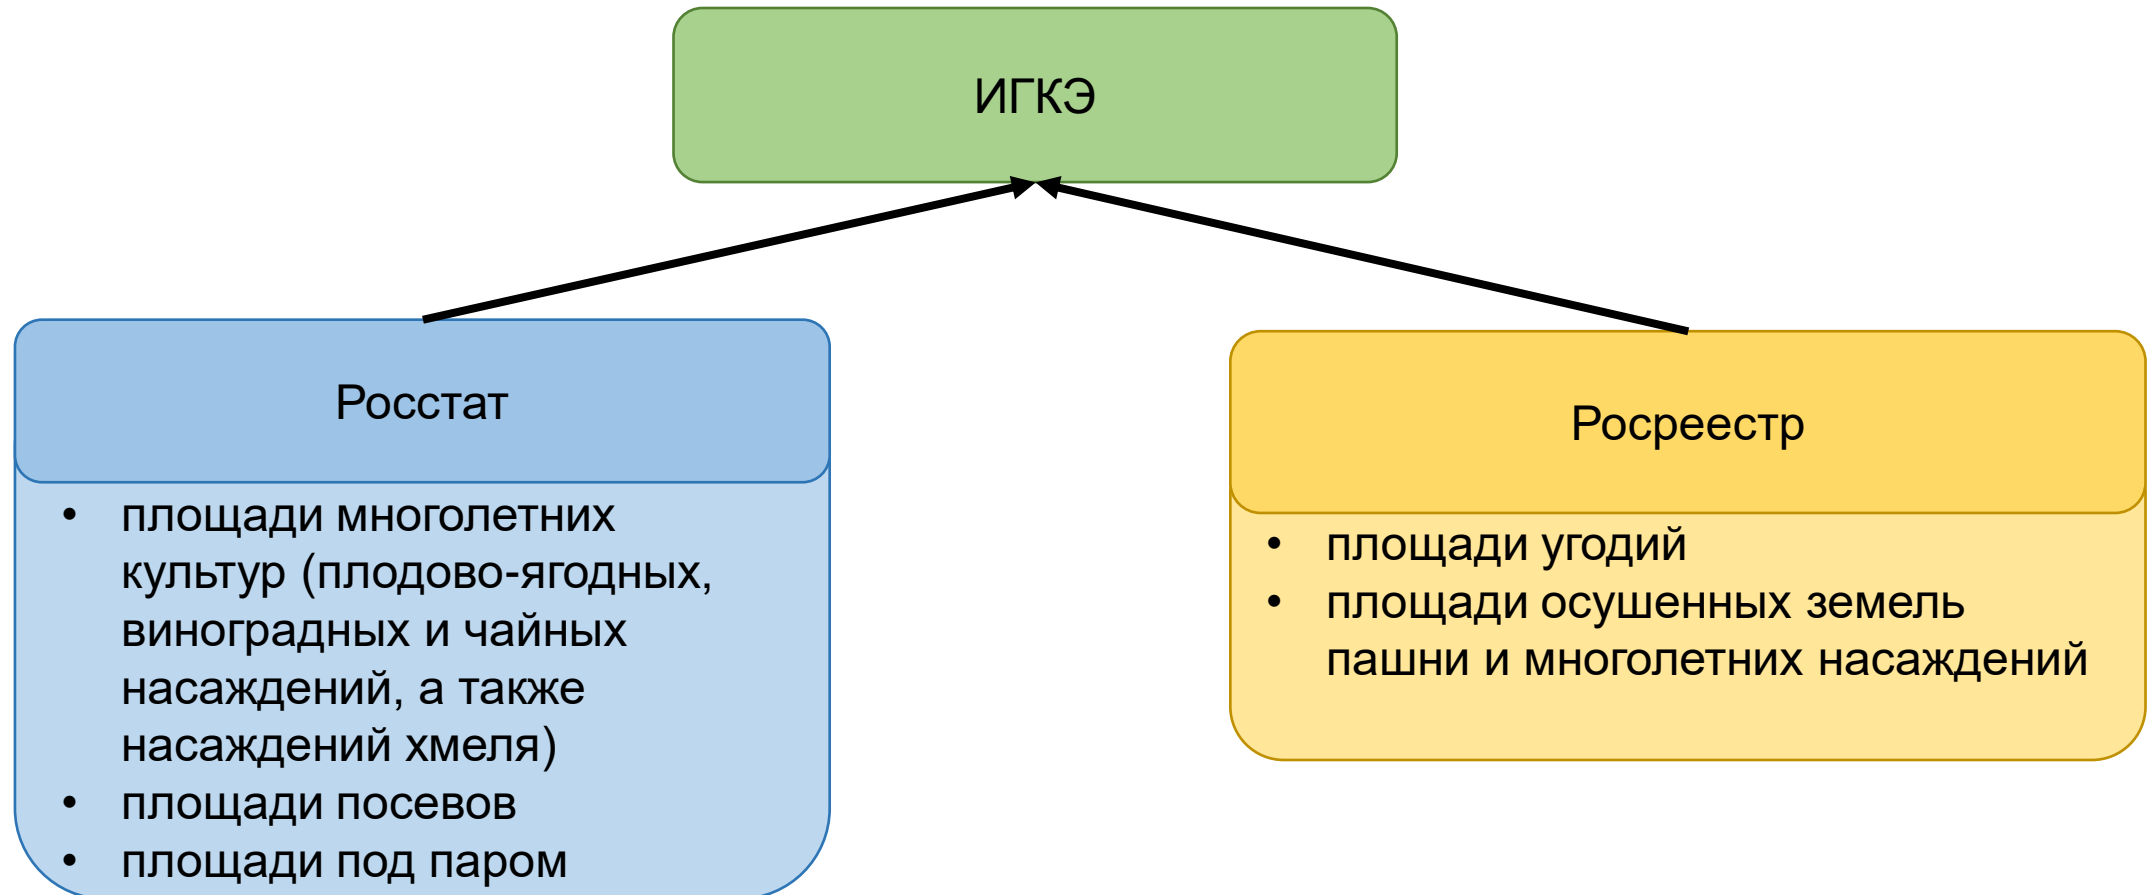 ИГКЭ
Росстат
• площади многолетних
культур (плодово-ягодных,
виноградных и чайных
насаждений, а также
насаждений хмеля)
• площади посевов
• площади под паром
Росреестр
• площади угодий
• площади осушенных земель
пашни и многолетних насаждений